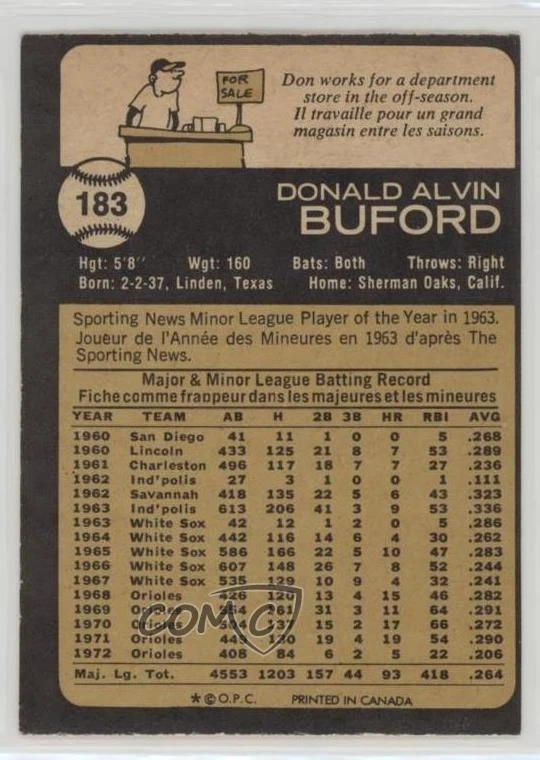 FOR
SALE
Don works for a department
store in the off-season.
Il travaille pour un grand
magasin entre les saisons.
183
DONALD ALVIN
BUFORD
Hgt: 5'8" Wgt: 160 Bats: Both Throws: Right
Born: 2-2-37, Linden, Texas Home: Sherman Oaks, Calif.
Sporting News Minor League Player of the Year in 1963.
Joueur de l'Année des Mineures en 1963 d'après The
Sporting News.
Major & Minor League Batting Record
Fiche comme frappeur dans les majeures et les mineures
YEAR TEAM AB H 2B 3B HR RBI AVG
1960 San Diego 41 11 1 0 0 5 .268
1960 Lincoln 433 125 21 8 7 53 .289
1961 Charleston 496 117 18 7 7 27 .236
1962 Ind'polis 27 3 1 0 0 1 .111
1962 Savannah 418 135 22 5 6 43 .323
1963 Ind'polis 613 206 41 3 9 53 .336
1963 White Sox 42 12 1 2 0 5 .286
1964 White Sox 442 116 14 6 4 30 .262
1965 White Sox 586 166 22 5 10 47 .283
1966 White Sox 607 148 26 7 8 52 .244
1967 White Sox 535 129 10 9 4 32 .241
1968 Orioles 426 120 13 4 15 46 .282
1969 Orioles 161 31 3 11 64 .291
1970 Orioles 137 15 2 17 66 .272
1971 Orioles 449 130 19 4 19 54 .290
1972 Orioles 408 84 6 2 5 22 .206
Maj. Lg. Tot. 4553 1203 157 44 93 418 .264
COMC
*© O.P.C. PRINTED IN CANADA